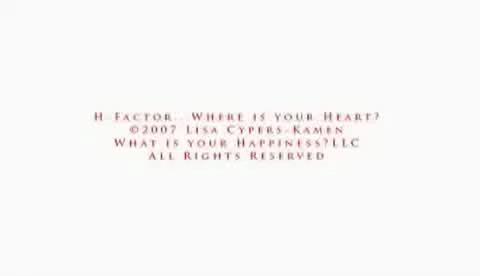 H-Factor...Where is your Heart?
©2007 Lisa Cypers-Kamen
What is your Happiness?LLC
All Rights Reserved